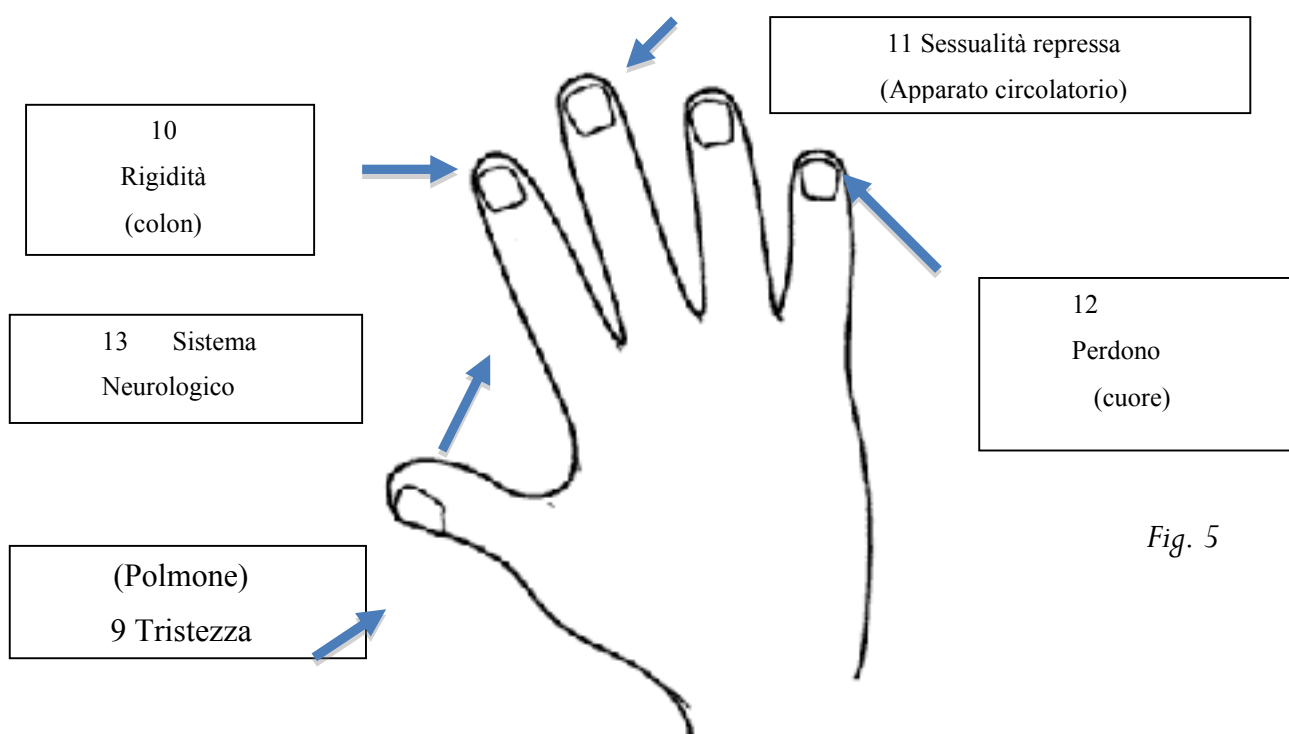 11 Sessualità repressa
(Apparato circolatorio)
10
Rigidità
(colon)
12
Perdono
(cuore)
13 Sistema
Neurologico
Fig. 5
(Polmone)
9 Tristezza